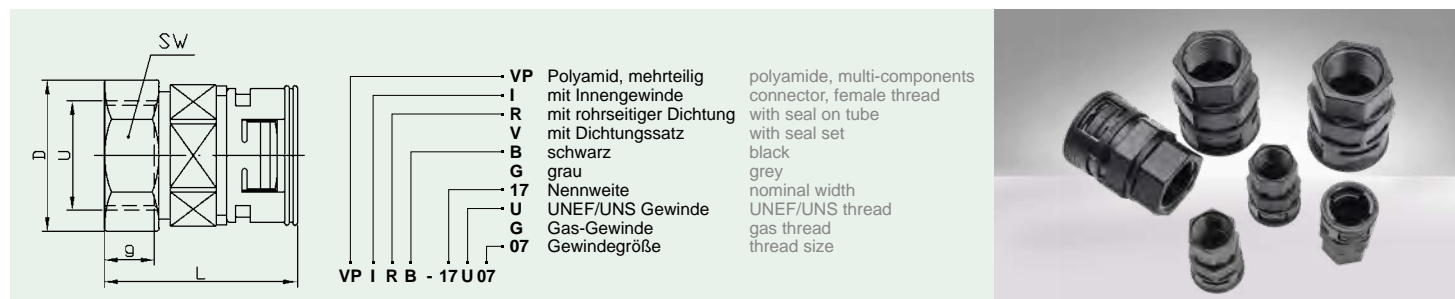 SW
D
U
g
L
VP Polyamid, mehrteilig polyamide, multi-components
I mit Innengewinde connector, female thread
R mit rohrseitiger Dichtung with seal on tube
V mit Dichtungssatz with seal set
B schwarz black
G grau grey
17 Nennweite nominal width
U UNEF/UNS Gewinde UNEF/UNS thread
G Gas-Gewinde gas thread
07 Gewindegröße thread size
VP I R B - 17 U 07